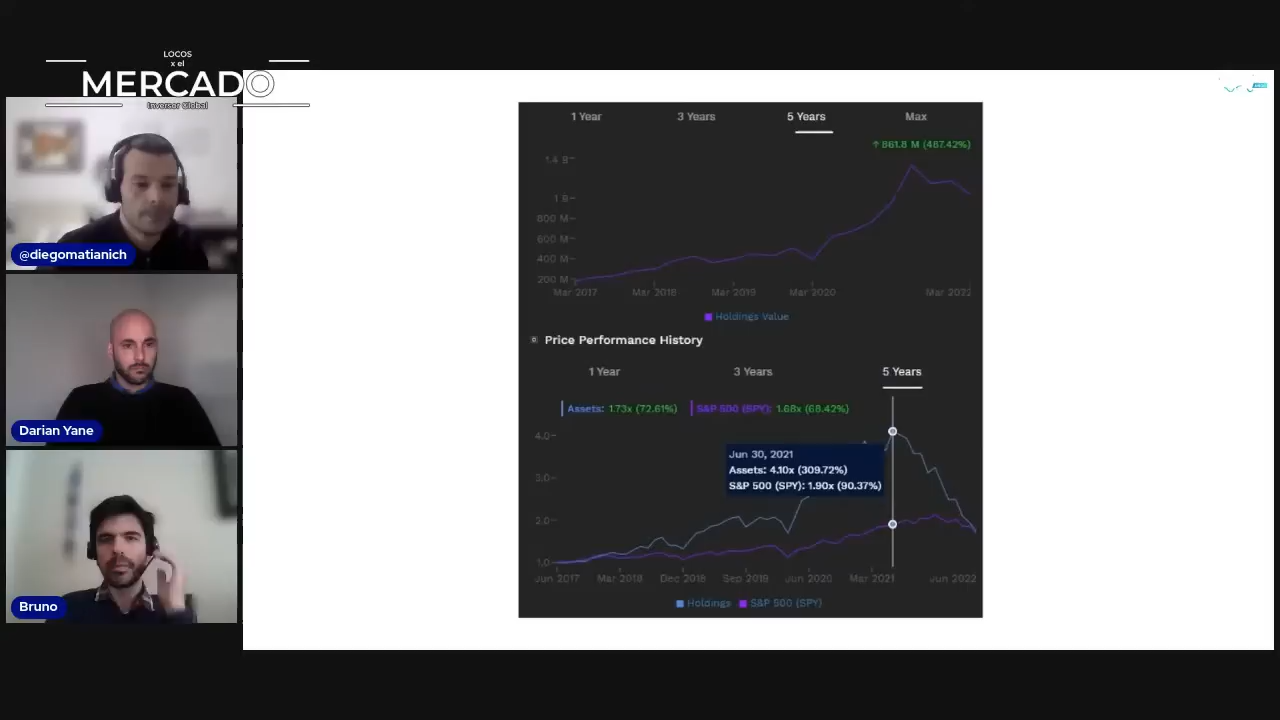 LOCOS
x el
MERCADO
Inversor Global
@diegomatianich
Darian Yane
Bruno
1 Year 3 Years 5 Years Max
↑ 861.8 M (487.42%)
1.4 B
1 B
800 M
600 M
400 M
200 M
Mar 2017 Mar 2018 Mar 2019 Mar 2020 Mar 2022
Holdings Value
Price Performance History
1 Year 3 Years 5 Years
Assets: 1.73x (72.61%) S&P 500 (SPY): 1.68x (68.42%)
4.0
3.0
2.0
1.0
Jun 30, 2021
Assets: 4.10x (309.72%)
S&P 500 (SPY): 1.90x (90.37%)
Jun 2017 Mar 2018 Dec 2018 Sep 2019 Jun 2020 Mar 2021 Jun 2022
Holdings S&P 500 (SPY)